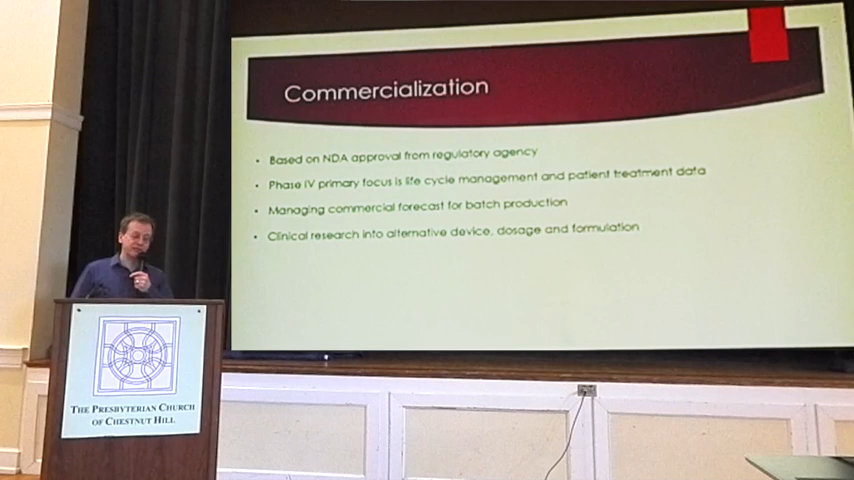 Commercialization
• Based on NDA approval from regulatory agency
• Phase IV primary focus is life cycle management and patient treatment data
• Managing commercial forecast for batch production
• Clinical research into alternative device, dosage and formulation
THE PRESBYTERIAN CHURCH
OF CHESTNUT HILL